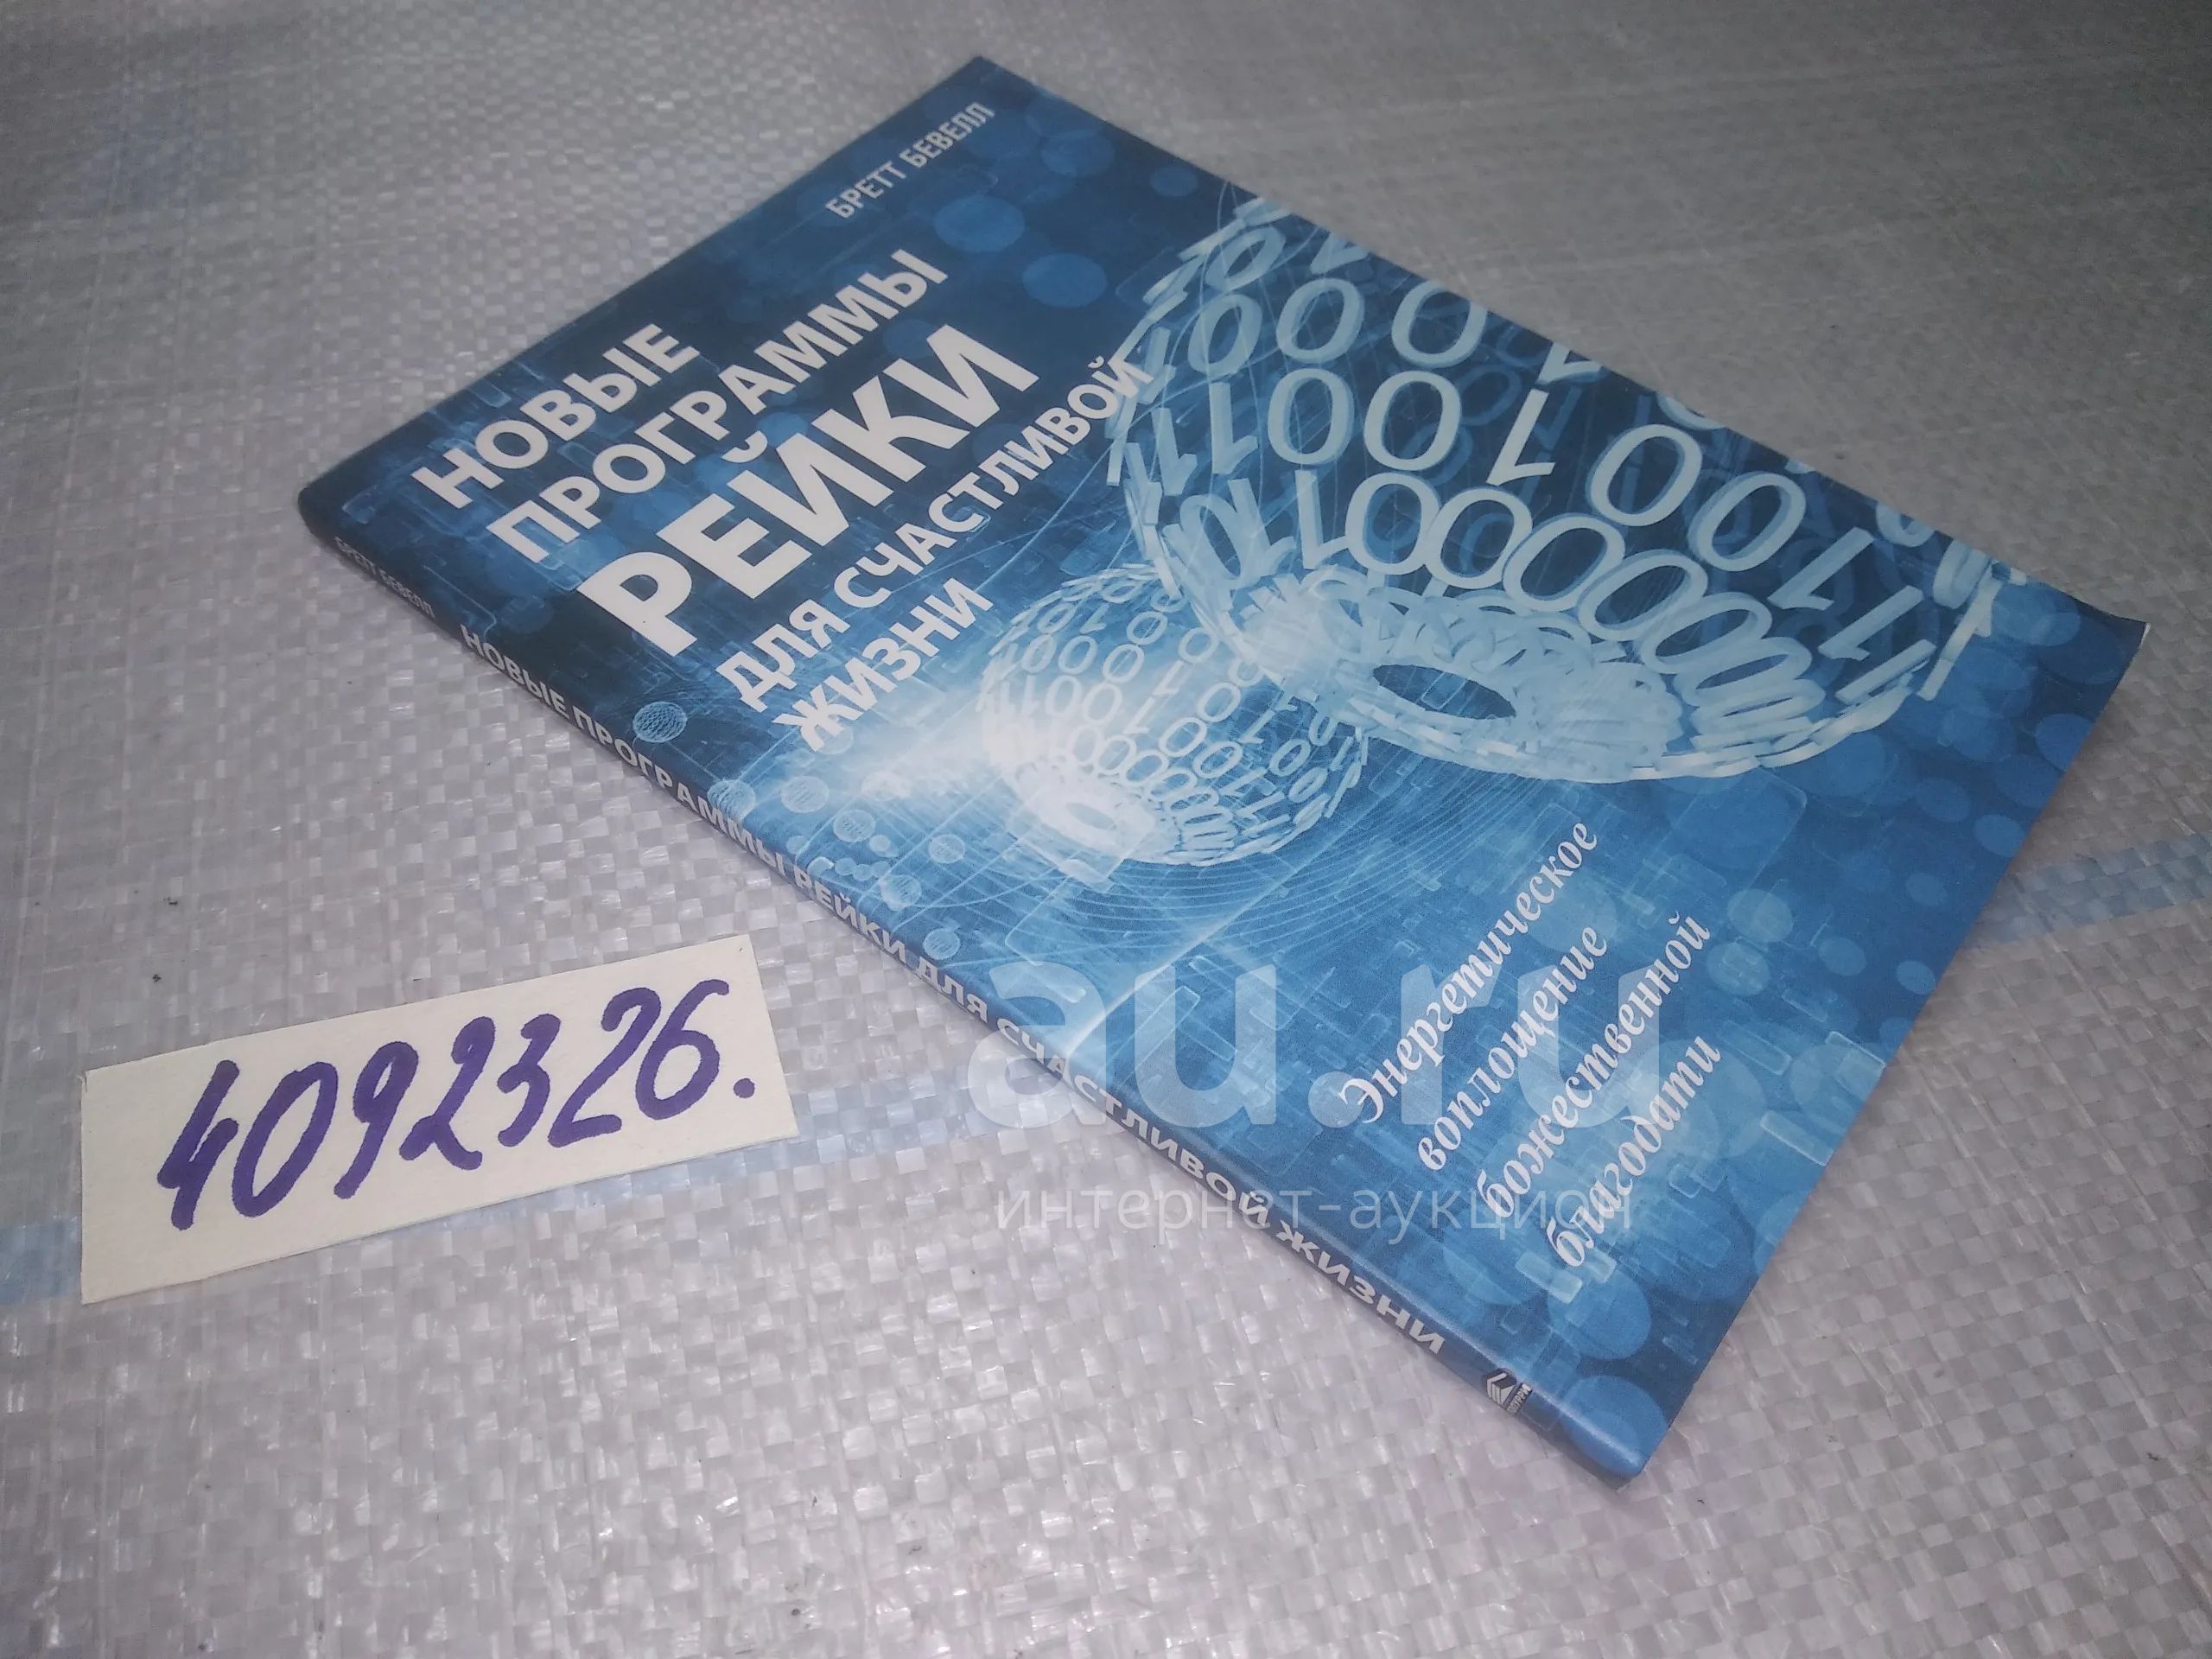 БРЕТТ БЕВЕЛЛ
НОВЫЕ
ПРОГРАММЫ
РЕЙКИ
ДЛЯ СЧАСТЛИВОЙ
ЖИЗНИ
Энергетическое
воплощение
божественной
благодати
БРЕТТ БЕВЕЛЛ НОВЫЕ ПРОГРАММЫ РЕЙКИ ДЛЯ СЧАСТЛИВОЙ ЖИЗНИ
4092326.
au.ru
интернет-аукцион